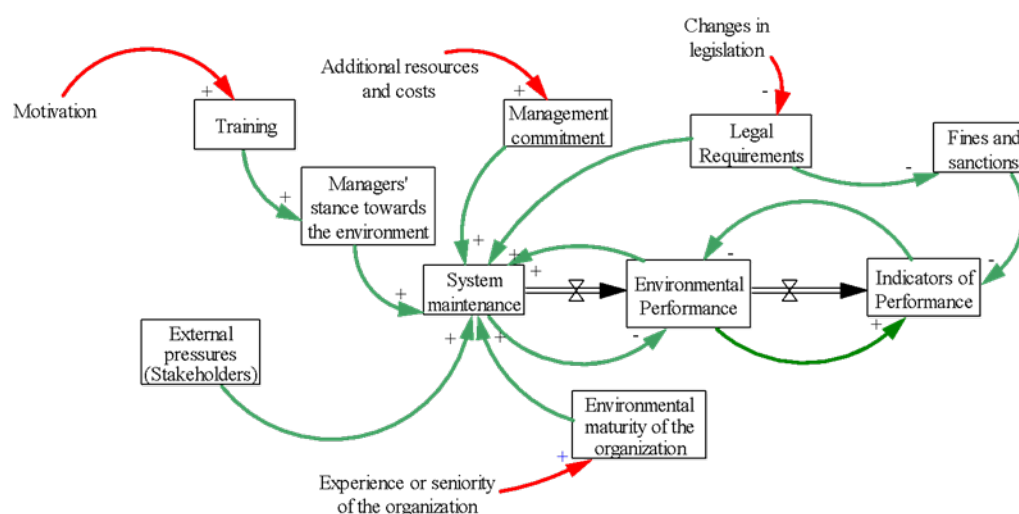 Changes in
legislation
Additional resources
and costs
Motivation
+
Training
+
Management
commitment
-
Legal
Requirements
Fines and
sanctions
-
Managers'
stance towards
the environment
+
+
+
+
+
-
-
System
maintenance
Environmental
Performance
Indicators of
Performance
+
+
+
-
+
External
pressures
(Stakeholders)
Environmental
maturity of the
organization
+
Experience or seniority
of the organization